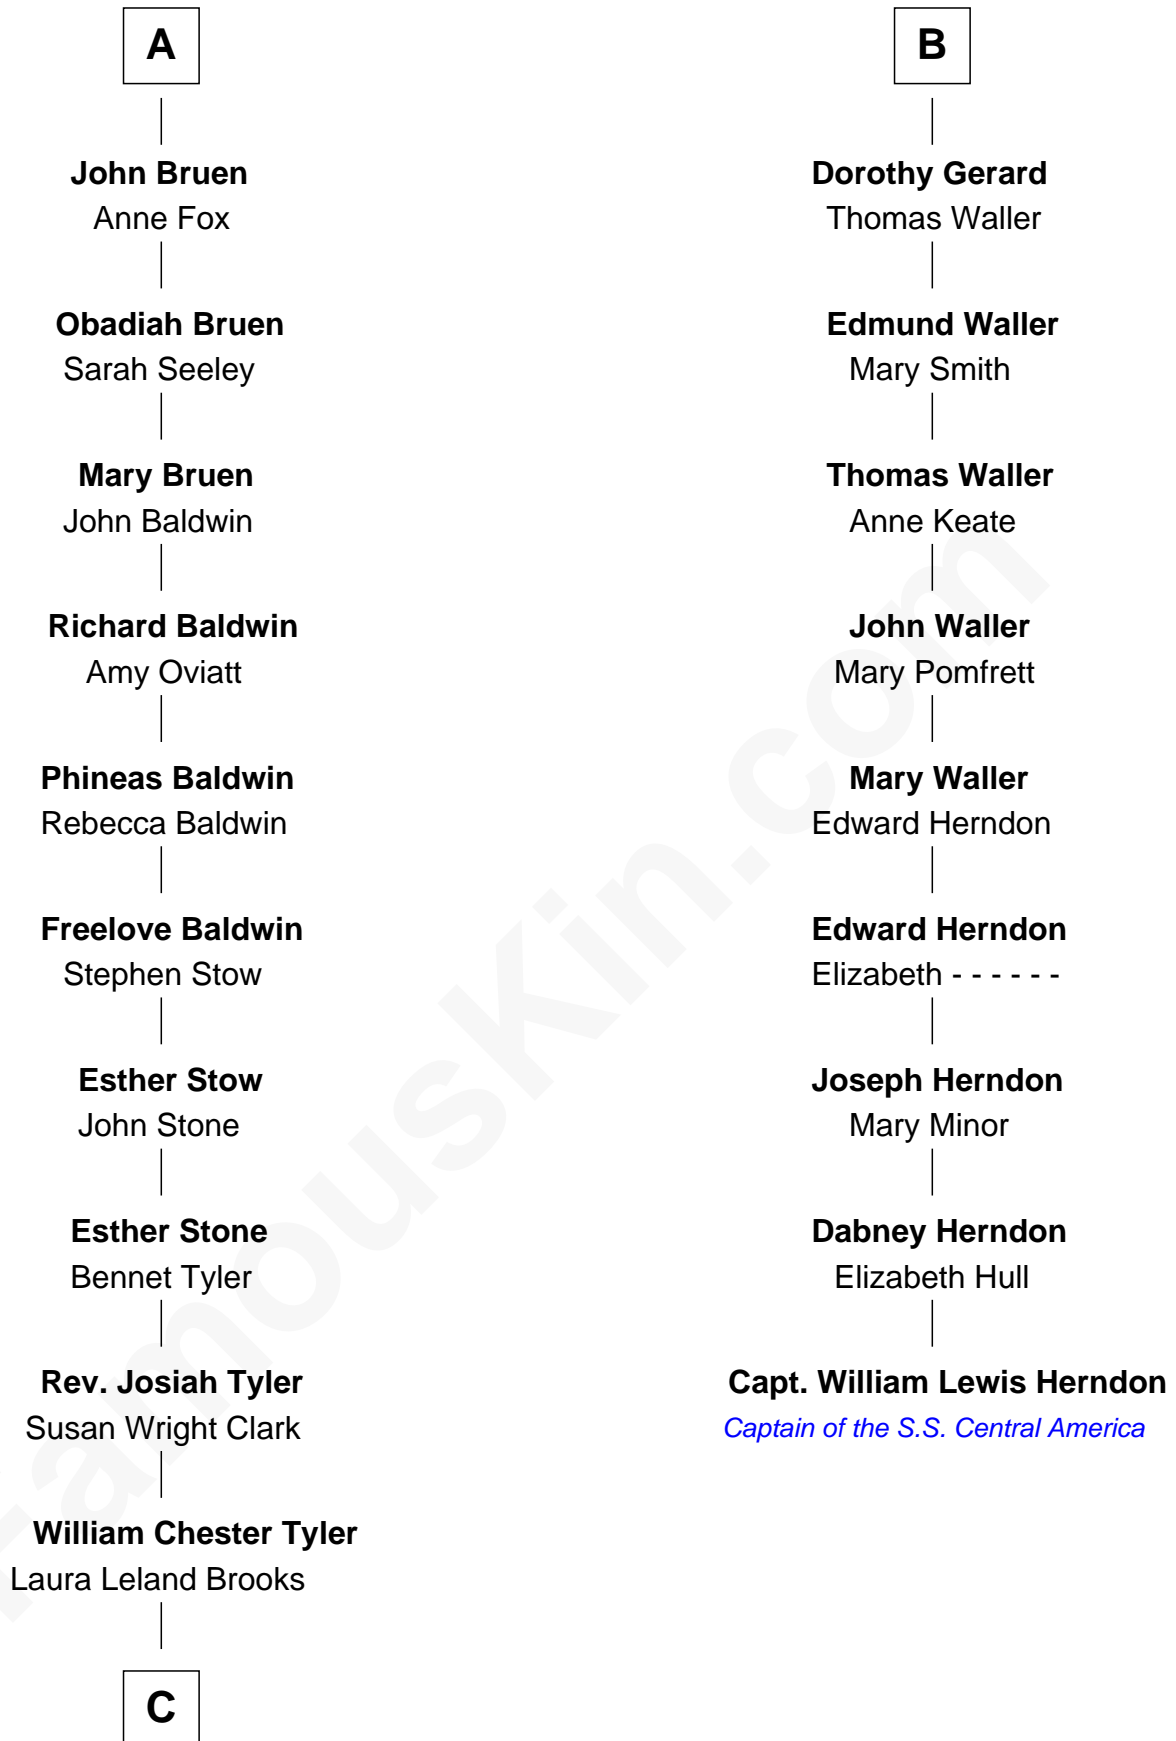 A
John Bruen
Anne Fox
Obadiah Bruen
Sarah Seeley
Mary Bruen
John Baldwin
Richard Baldwin
Amy Oviatt
Phineas Baldwin
Rebecca Baldwin
Freelove Baldwin
Stephen Stow
Esther Stow
John Stone
Esther Stone
Bennet Tyler
Rev. Josiah Tyler
Susan Wright Clark
William Chester Tyler
Laura Leland Brooks
C
B
Dorothy Gerard
Thomas Waller
Edmund Waller
Mary Smith
Thomas Waller
Anne Keate
John Waller
Mary Pomfrett
Mary Waller
Edward Herndon
Edward Herndon
Elizabeth - - - - - -
Joseph Herndon
Mary Minor
Dabney Herndon
Elizabeth Hull
Capt. William Lewis Herndon
Captain of the S.S. Central America
FamousKin.com